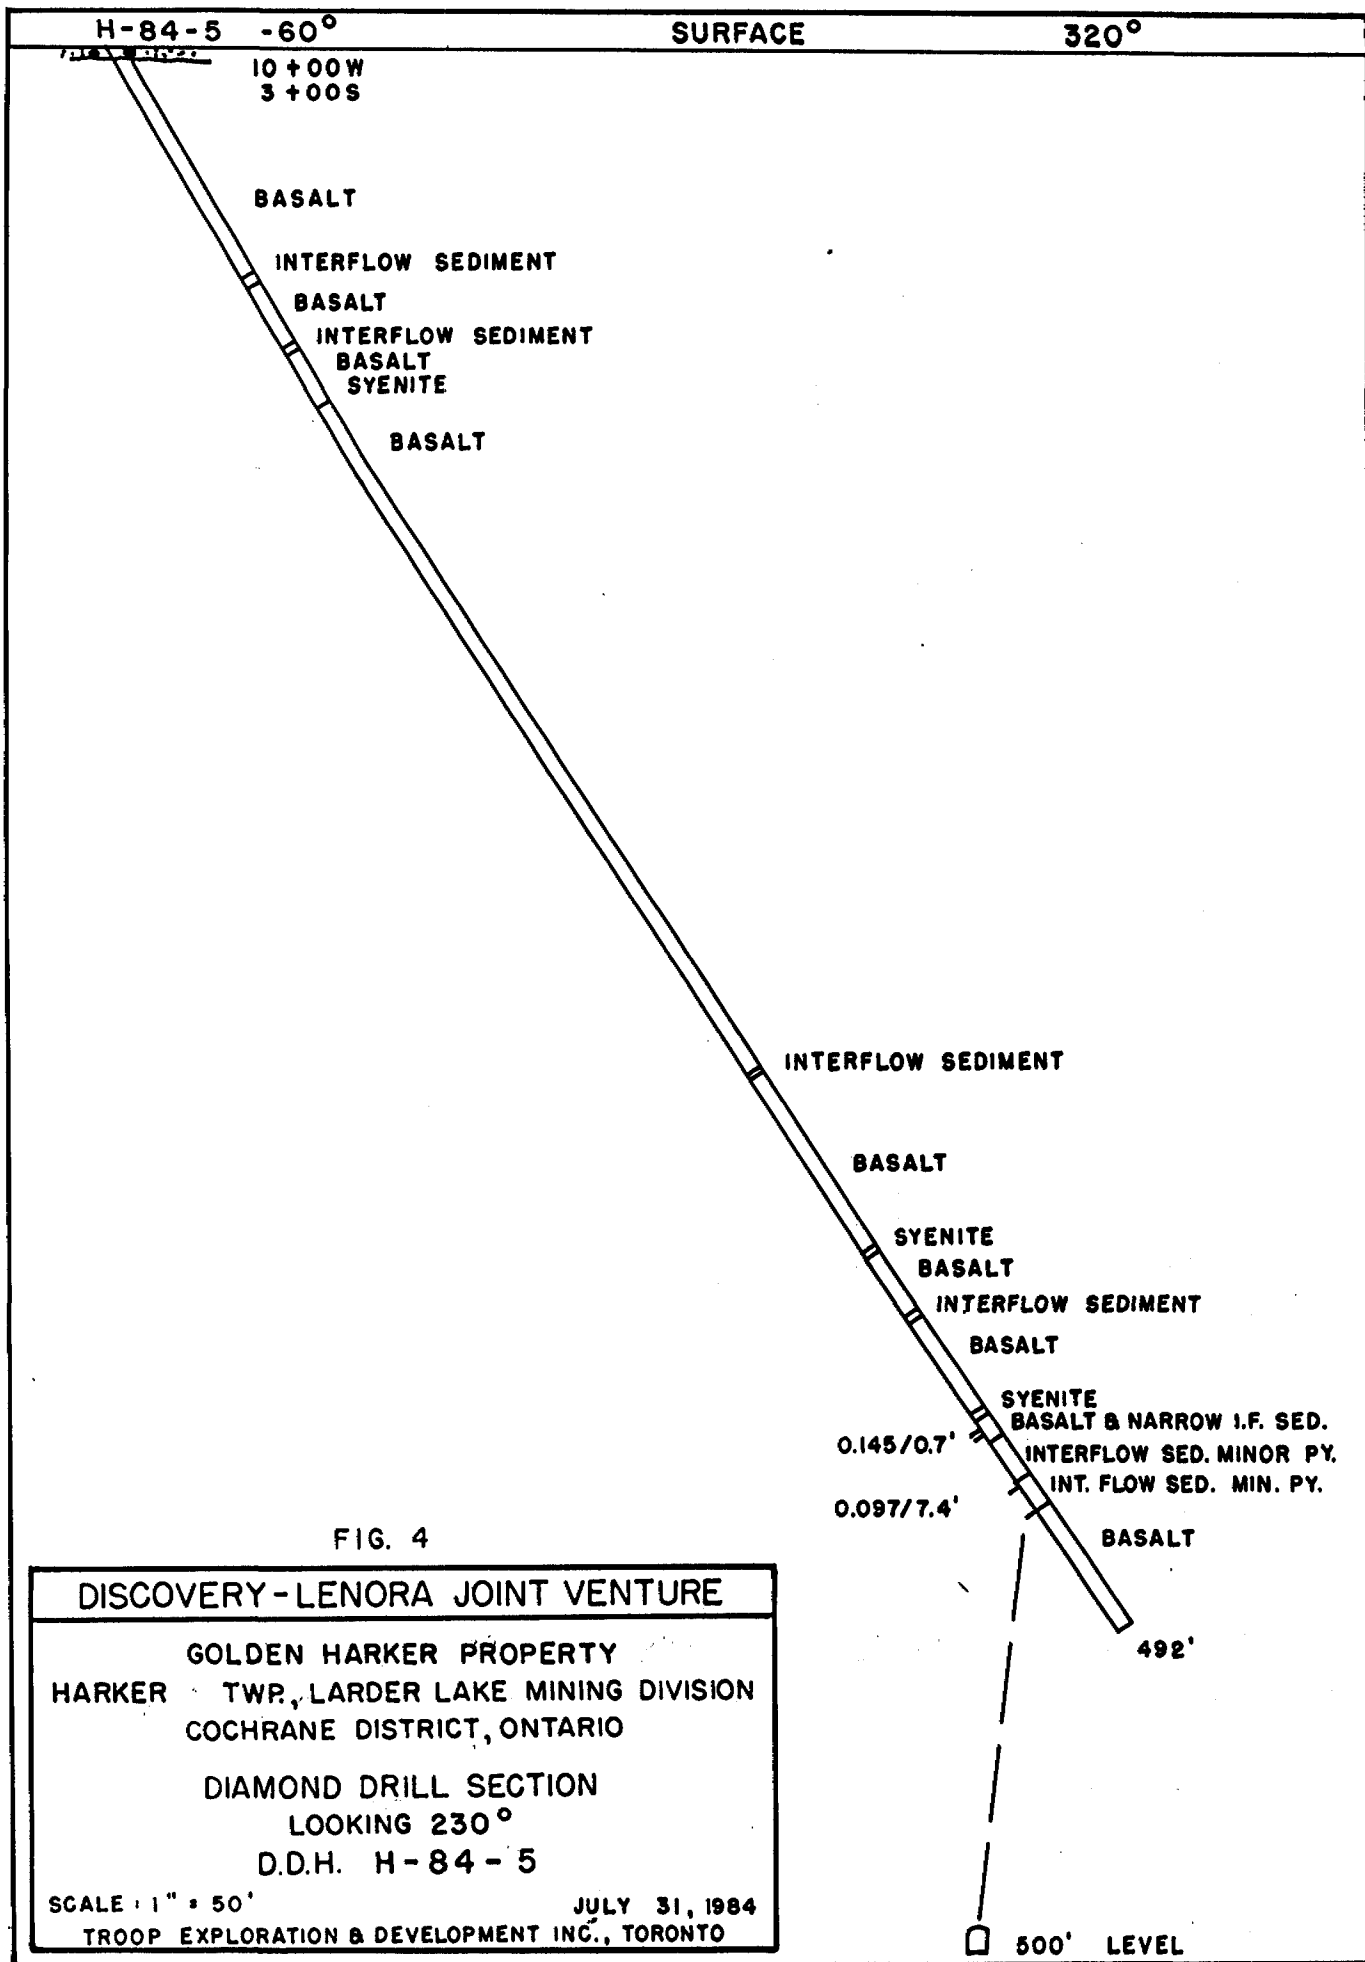 H-84-5 -60° SURFACE 320°
10+00W
3+00S
BASALT
INTERFLOW SEDIMENT
BASALT
INTERFLOW SEDIMENT
BASALT
SYENITE
BASALT
INTERFLOW SEDIMENT
BASALT
SYENITE
BASALT
INTERFLOW SEDIMENT
BASALT
SYENITE
BASALT & NARROW I.F. SED.
0.145/0.7'
INTERFLOW SED. MINOR PY.
INT. FLOW SED. MIN. PY.
0.097/7.4'
BASALT
492'
FIG. 4
DISCOVERY-LENORA JOINT VENTURE
GOLDEN HARKER PROPERTY
HARKER TWP., LARDER LAKE MINING DIVISION
COCHRANE DISTRICT, ONTARIO
DIAMOND DRILL SECTION
LOOKING 230°
D.D.H. H-84-5
SCALE: 1" = 50' JULY 31, 1984
TROOP EXPLORATION & DEVELOPMENT INC., TORONTO
500' LEVEL